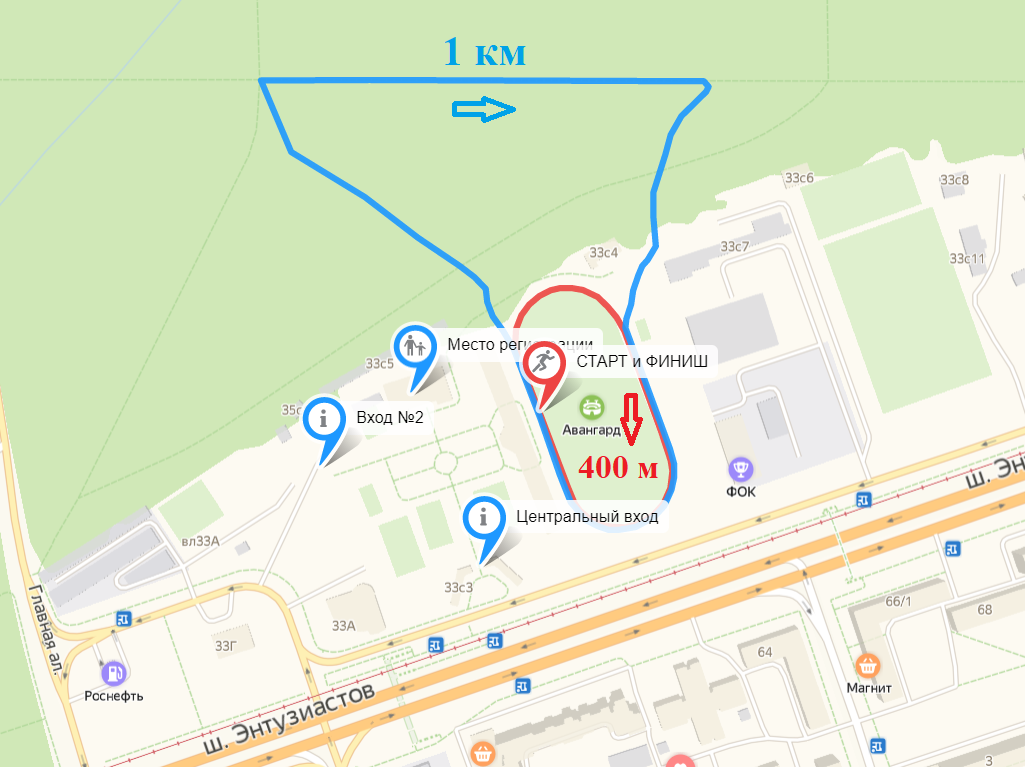 1 км
33с6
33с8
33с7
33с4
33с11
Место регистрации
СТАРТ и ФИНИШ
33с5
35с
Вход №2
Авангард
400 м
ФОК
ш. Эн
Центральный вход
вл33А
33с3
Главная ал.
33Г
33А
66/1
68
64
Роснефть
Магнит
ш. Энтузиастов
3